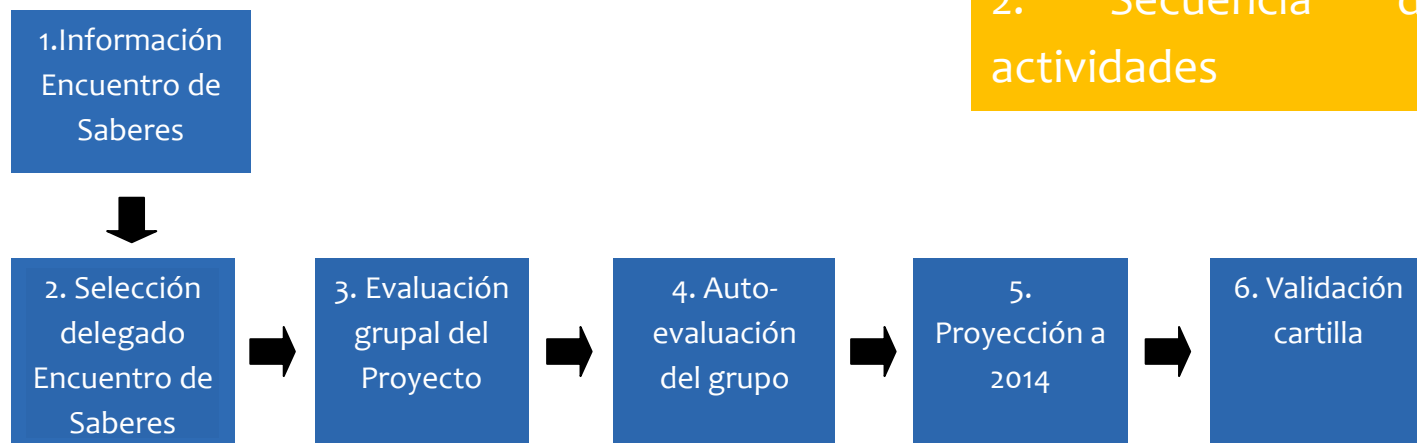 2. Secuencia
actividades
1.Información
Encuentro de
Saberes
2. Selección
delegado
Encuentro de
Saberes
3. Evaluación
grupal del
Proyecto
4. Auto-
evaluación
del grupo
5.
Proyección a
2014
6. Validación
cartilla